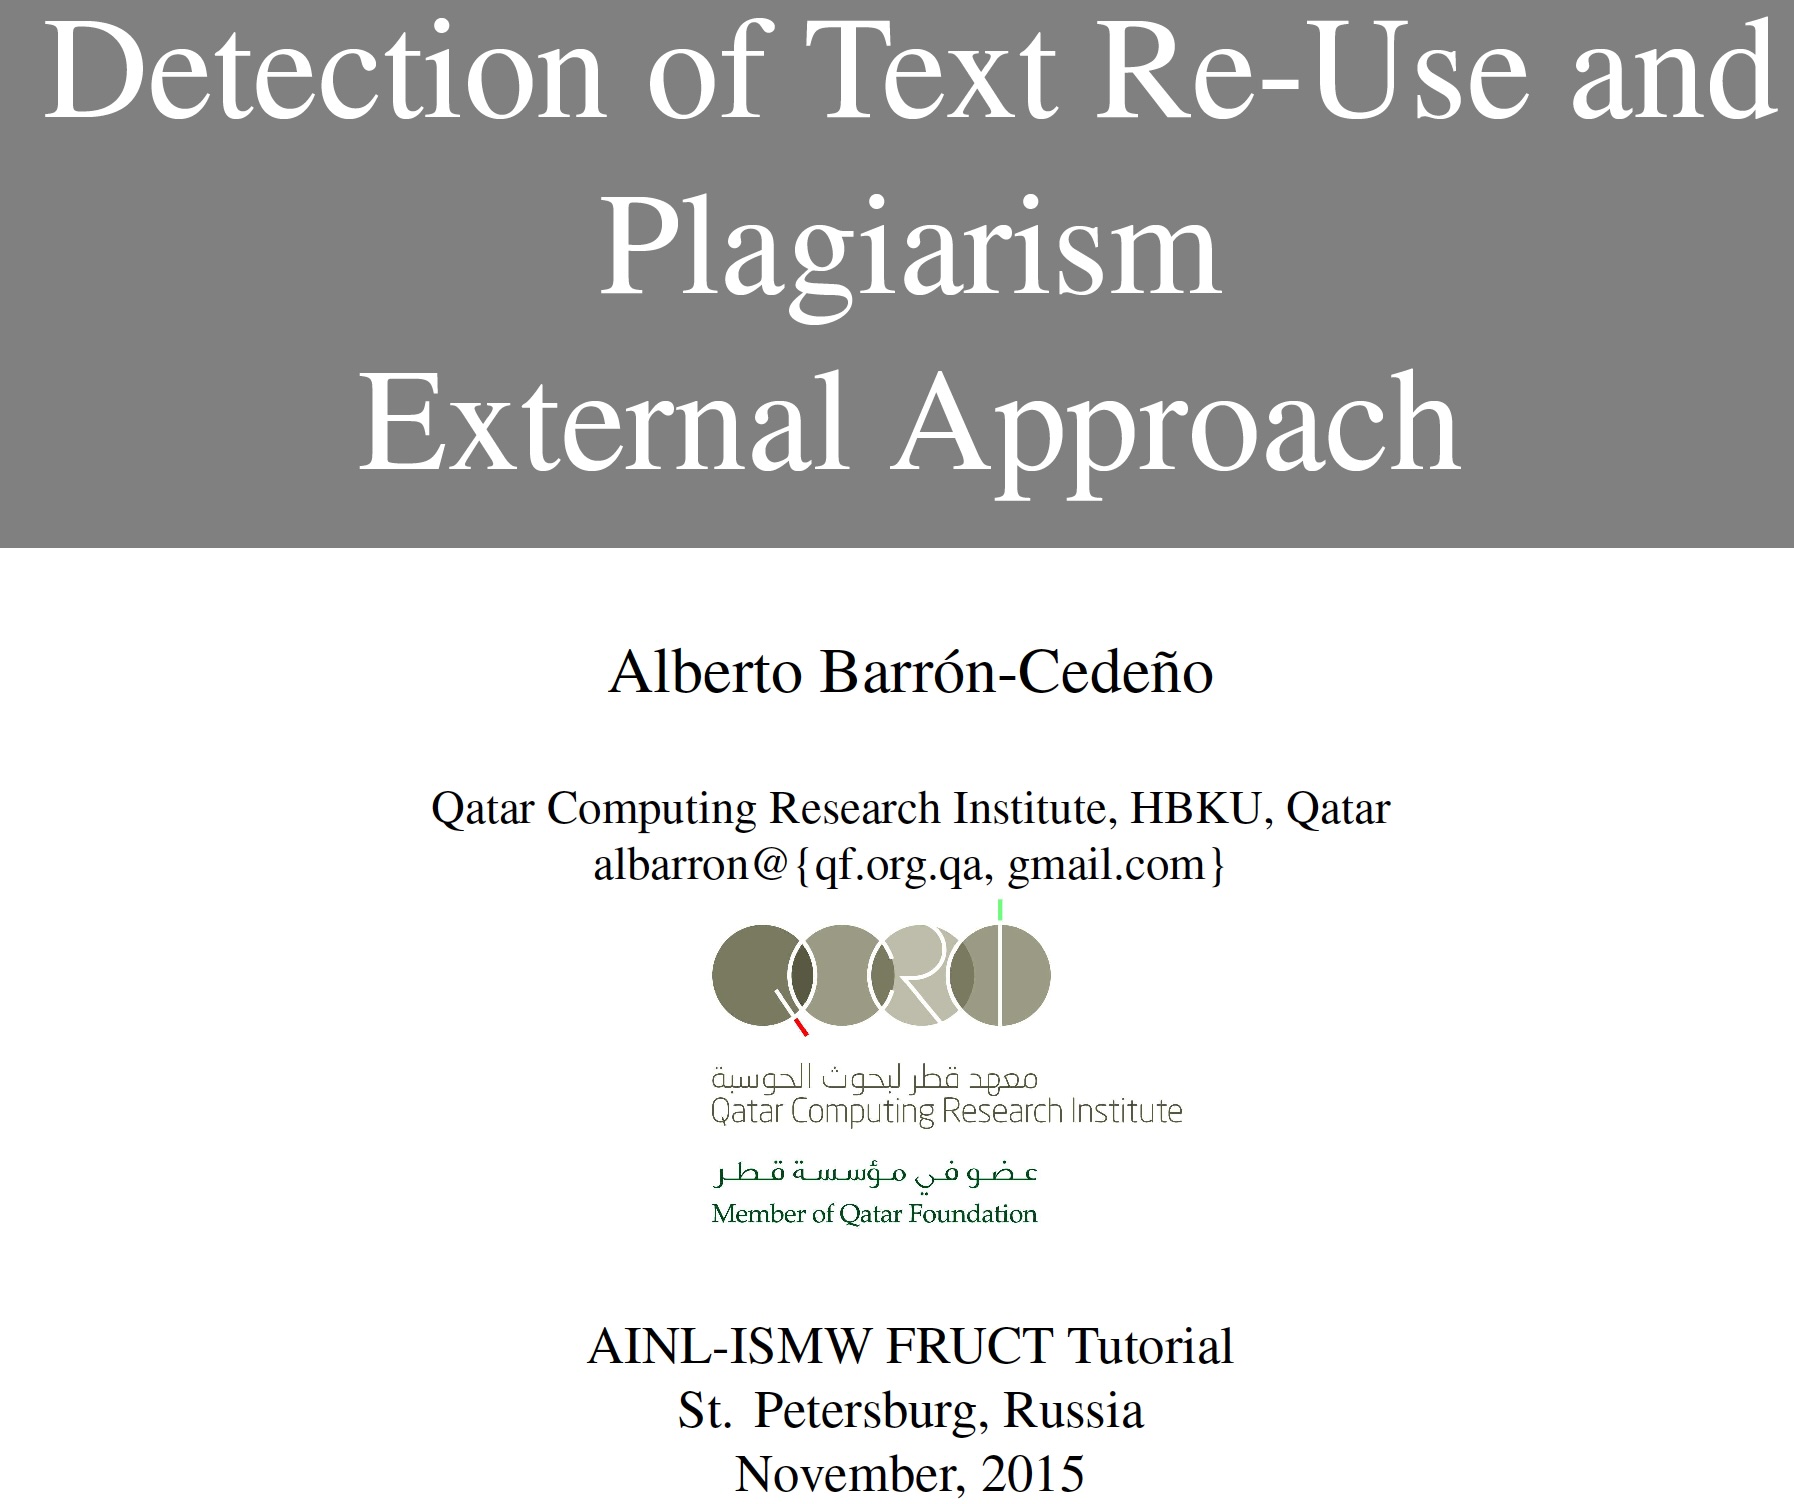 Detection of Text Re-Use and
Plagiarism
External Approach
Alberto Barrón-Cedeño
Qatar Computing Research Institute, HBKU, Qatar
albarron@{qf.org.qa, gmail.com}
QCRI
معهد قطر لبحوث الحوسبة
Qatar Computing Research Institute
عضو في مؤسسة قطر
Member of Qatar Foundation
AINL-ISMW FRUCT Tutorial
St. Petersburg, Russia
November, 2015